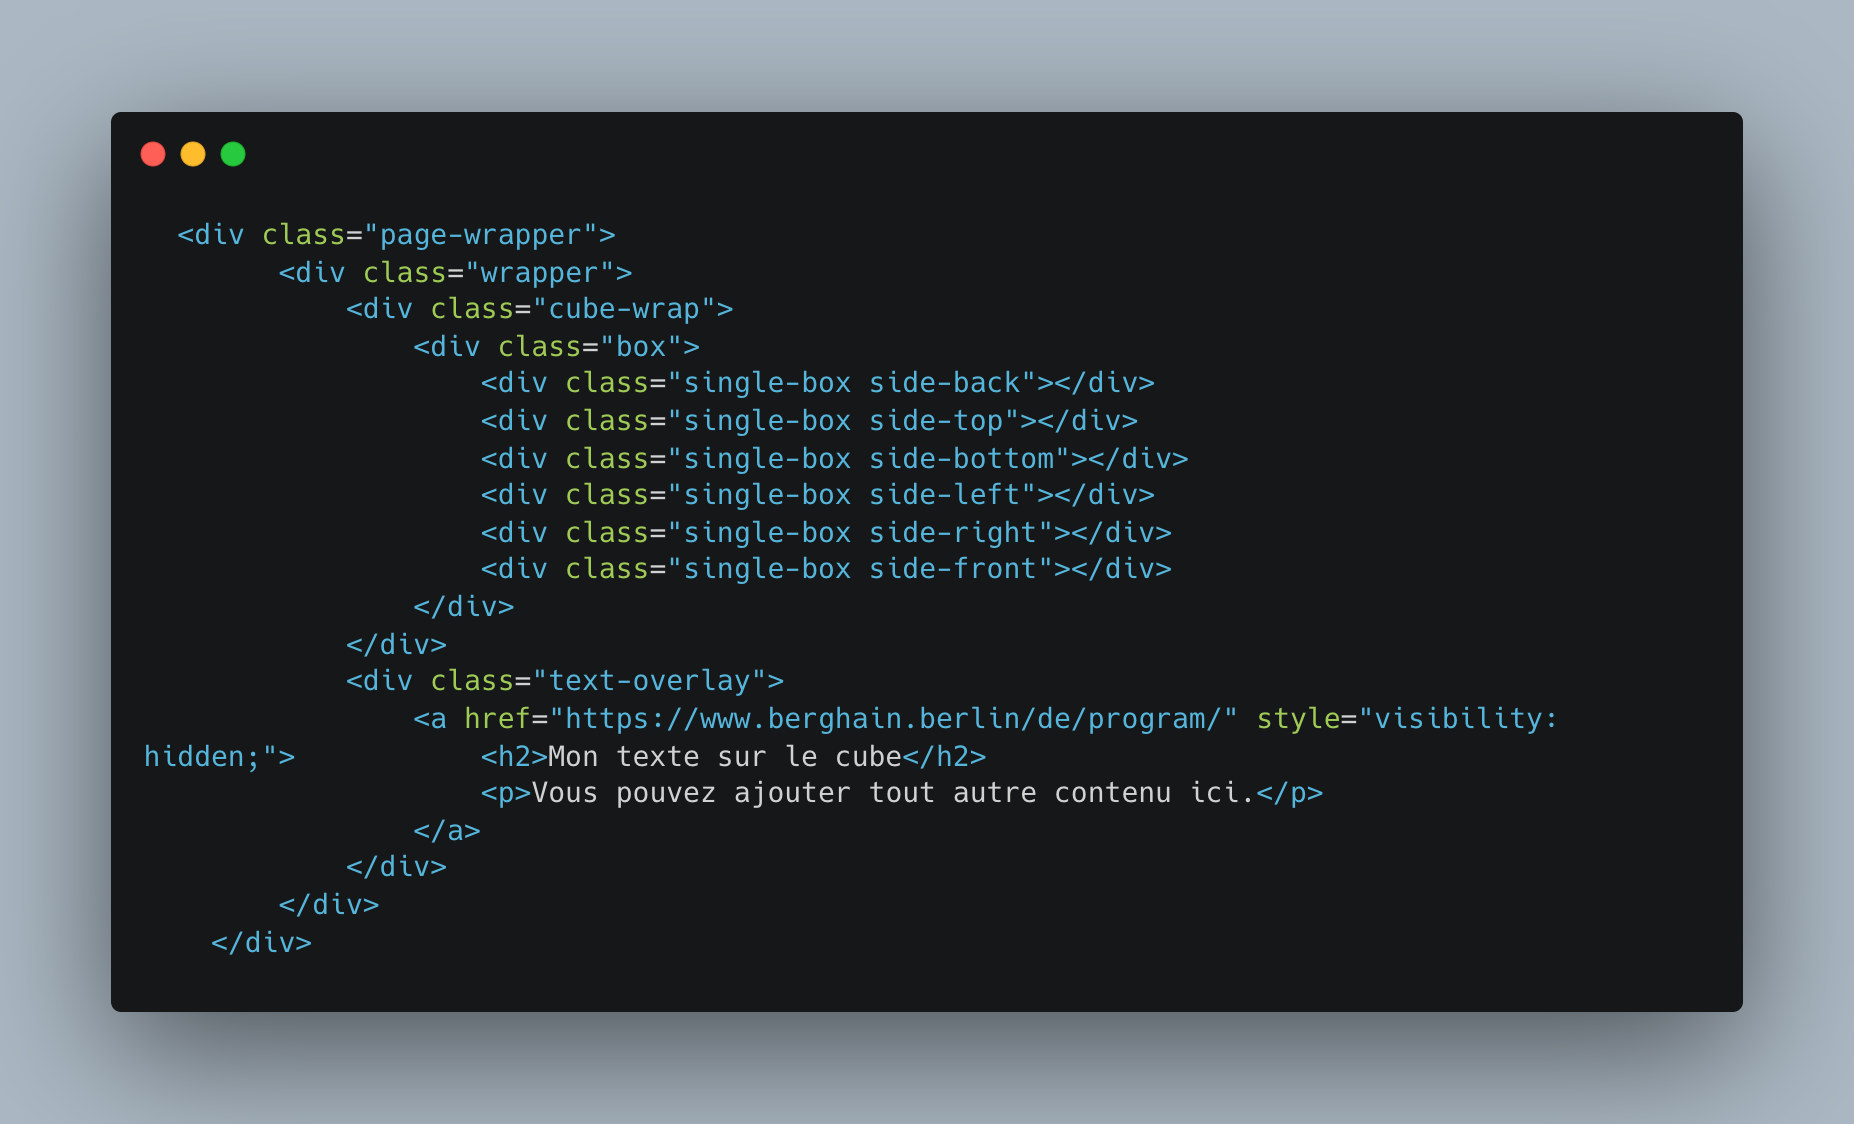 <div class="page-wrapper">
<div class="wrapper">
<div class="cube-wrap">
<div class="box">
<div class="single-box side-back"></div>
<div class="single-box side-top"></div>
<div class="single-box side-bottom"></div>
<div class="single-box side-left"></div>
<div class="single-box side-right"></div>
<div class="single-box side-front"></div>
</div>
</div>
<div class="text-overlay">
<a href="https://www.berghain.berlin/de/program/" style="visibility:
hidden;"> <h2>Mon texte sur le cube</h2>
<p>Vous pouvez ajouter tout autre contenu ici.</p>
</a>
</div>
</div>
</div>